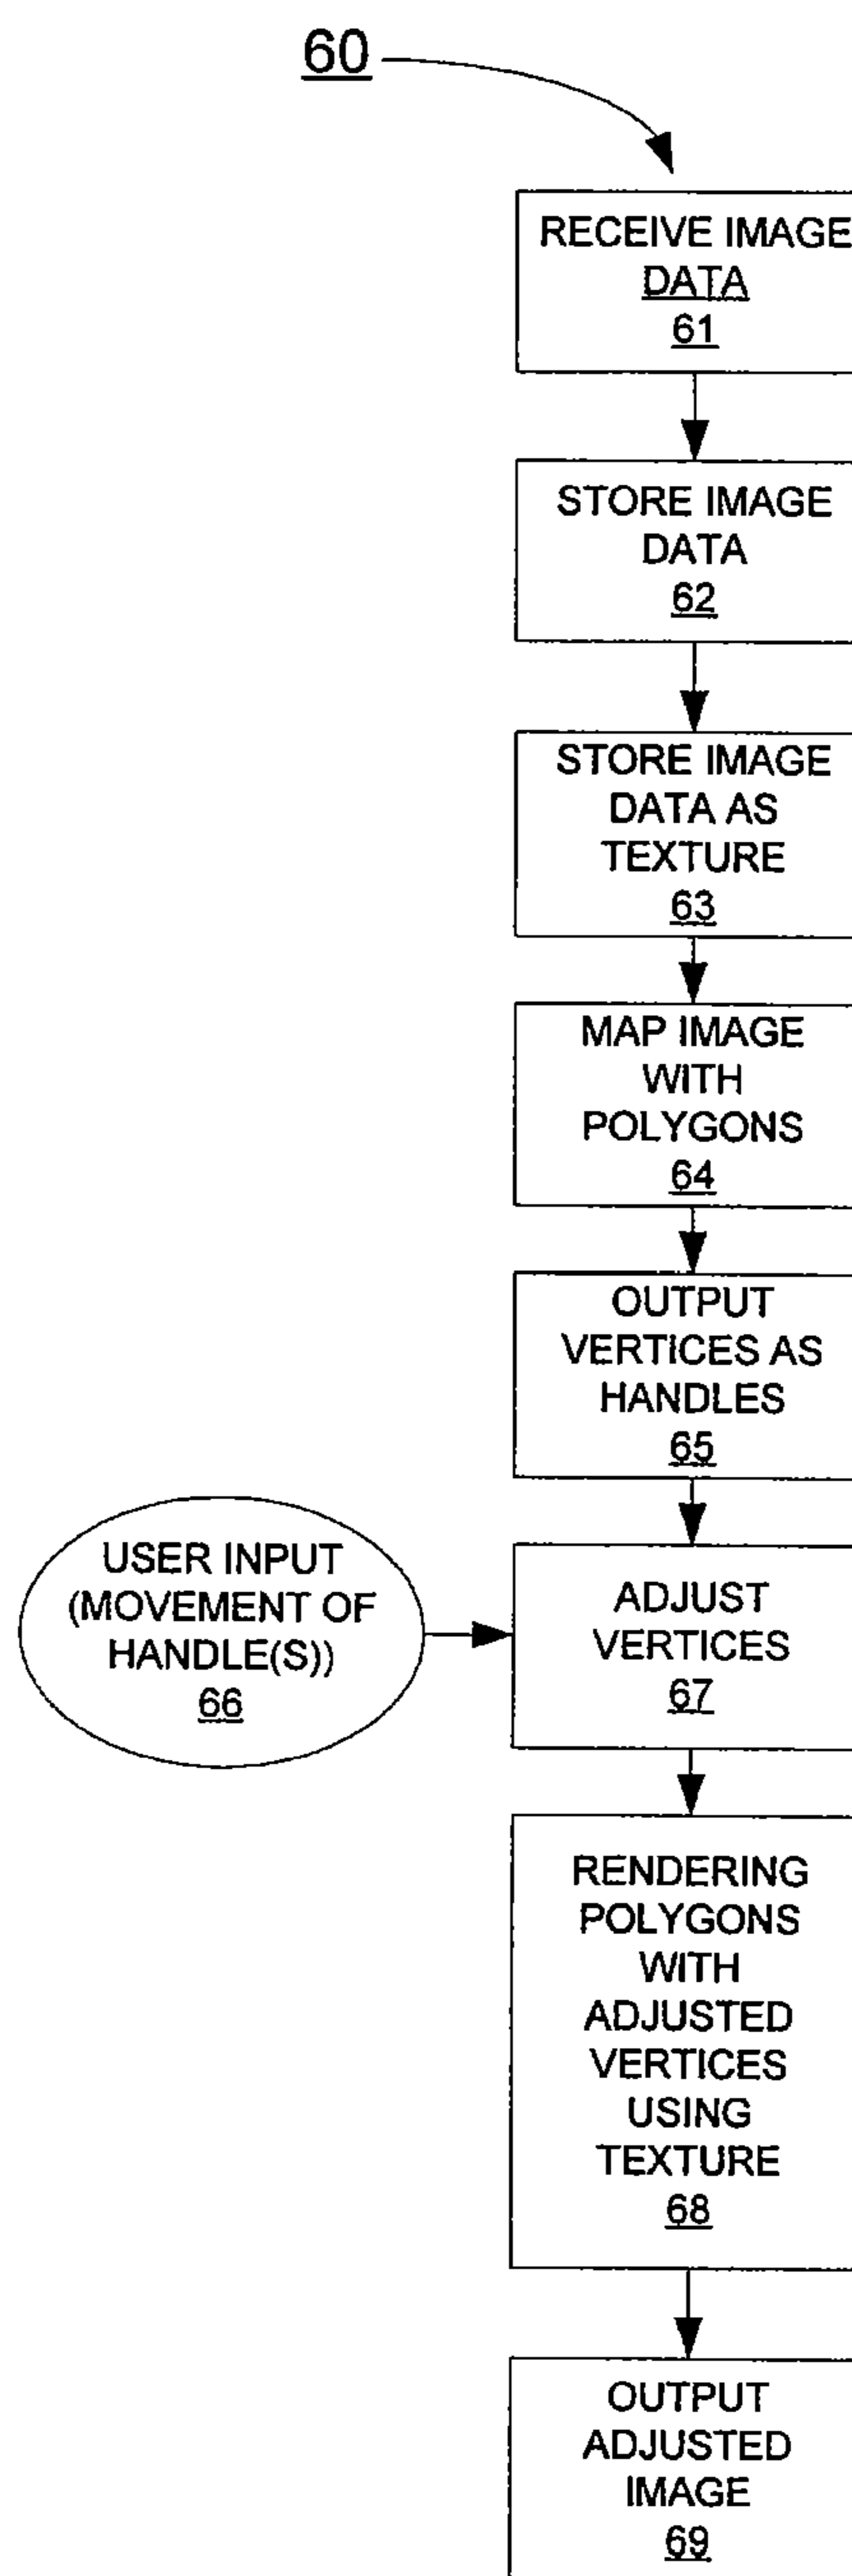 60
RECEIVE IMAGE
DATA
61
STORE IMAGE
DATA
62
STORE IMAGE
DATA AS
TEXTURE
63
MAP IMAGE
WITH
POLYGONS
64
OUTPUT
VERTICES AS
HANDLES
65
USER INPUT
(MOVEMENT OF
HANDLE(S))
66
ADJUST
VERTICES
67
RENDERING
POLYGONS
WITH
ADJUSTED
VERTICES
USING
TEXTURE
68
OUTPUT
ADJUSTED
IMAGE
69